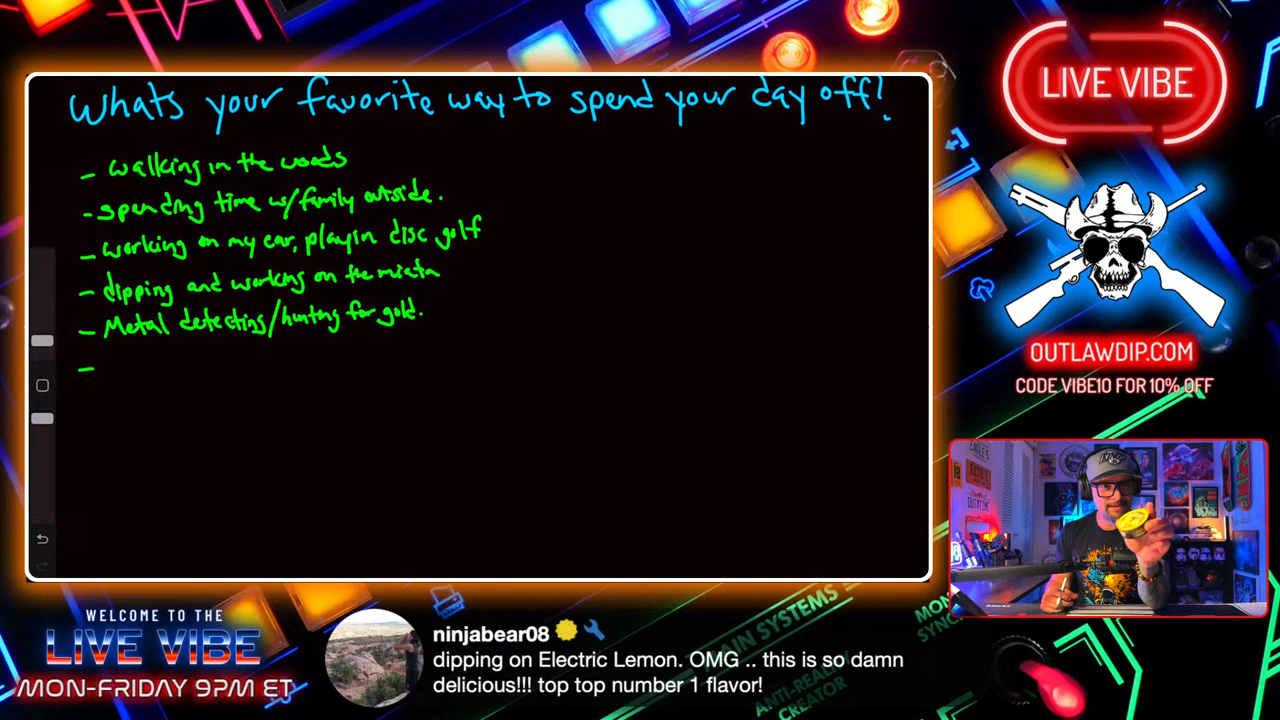 Whats your favorite way to spend your day off?
- walking in the woods
- spending time w/family outside.
- working on my car, playin disc golf
- dipping and working on the miata
- Metal detecting/hunting for gold.
-
LIVE VIBE
OUTLAWDIP.COM
CODE VIBE10 FOR 10% OFF
WELCOME TO THE
LIVE VIBE
MON-FRIDAY 9PM ET
ninjabear08
dipping on Electric Lemon. OMG .. this is so damn
delicious!!! top top number 1 flavor!